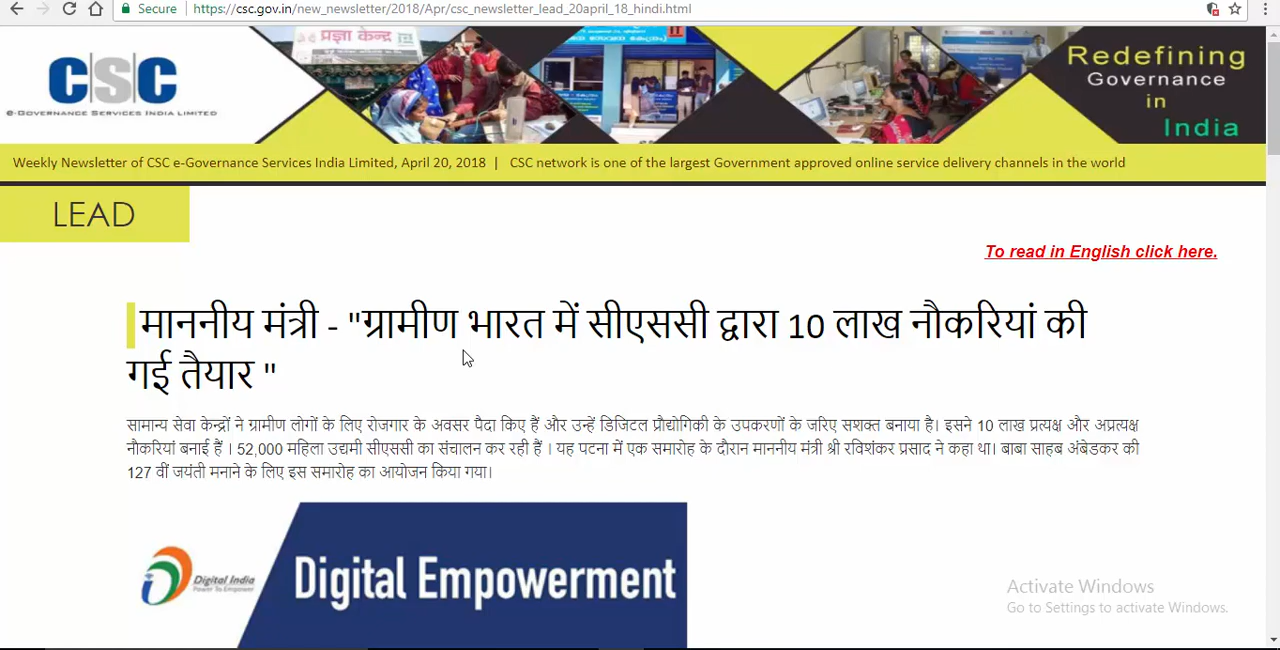 Secure
https://csc.gov.in/new_newsletter/2018/Apr/csc_newsletter_lead_20april_18_hindi.html
प्रज्ञा केन्द्र
CSC
e-Governance Services India Limited
Redefining
Governance
in
India
Weekly Newsletter of CSC e-Governance Services India Limited, April 20, 2018 | CSC network is one of the largest Government approved online service delivery channels in the world
LEAD
To read in English click here.
माननीय मंत्री - "ग्रामीण भारत में सीएससी द्वारा 10 लाख नौकरियां की
गई तैयार "
सामान्य सेवा केन्द्रों ने ग्रामीण लोगों के लिए रोजगार के अवसर पैदा किए हैं और उन्हें डिजिटल प्रौद्योगिकी के उपकरणों के जरिए सशक्त बनाया है। इसने 10 लाख प्रत्यक्ष और अप्रत्यक्ष
नौकरियां बनाई हैं । 52,000 महिला उद्यमी सीएससी का संचालन कर रही हैं । यह पटना में एक समारोह के दौरान माननीय मंत्री श्री रविशंकर प्रसाद ने कहा था। बाबा साहब अंबेडकर की
127 वीं जयंती मनाने के लिए इस समारोह का आयोजन किया गया।
Digital India
Power To Empower
Digital Empowerment
Activate Windows
Go to Settings to activate Windows.